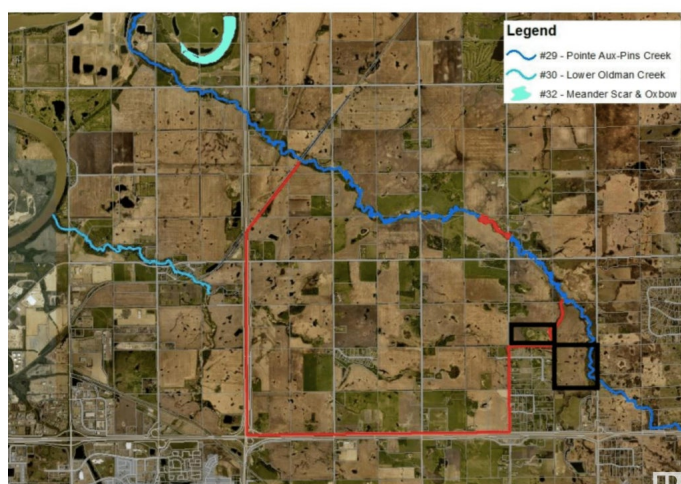 Legend
#29 - Pointe Aux-Pins Creek
#30 - Lower Oldman Creek
#32 - Meander Scar & Oxbow